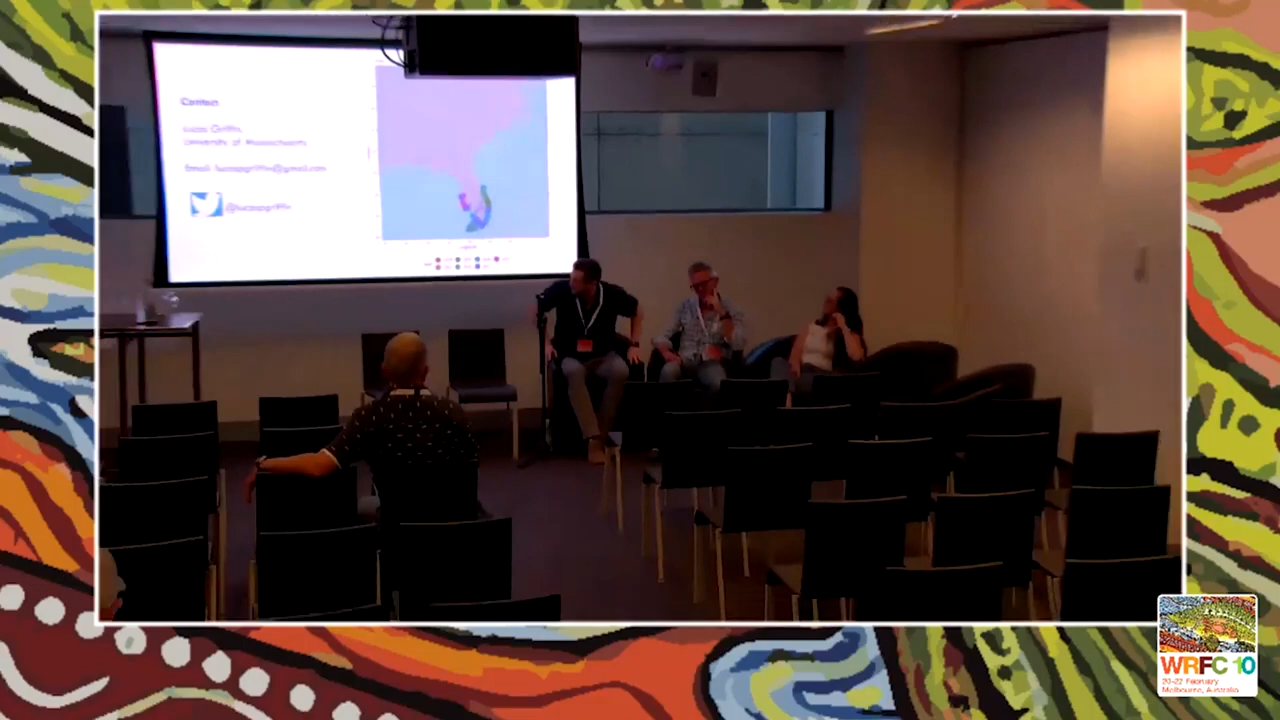 Contact
Lucas Griffin,
University of Massachusetts
Email: lucaspgriffin@gmail.com
@lucaspgriffin
WRFC 10
20-22 February
Melbourne, Australia